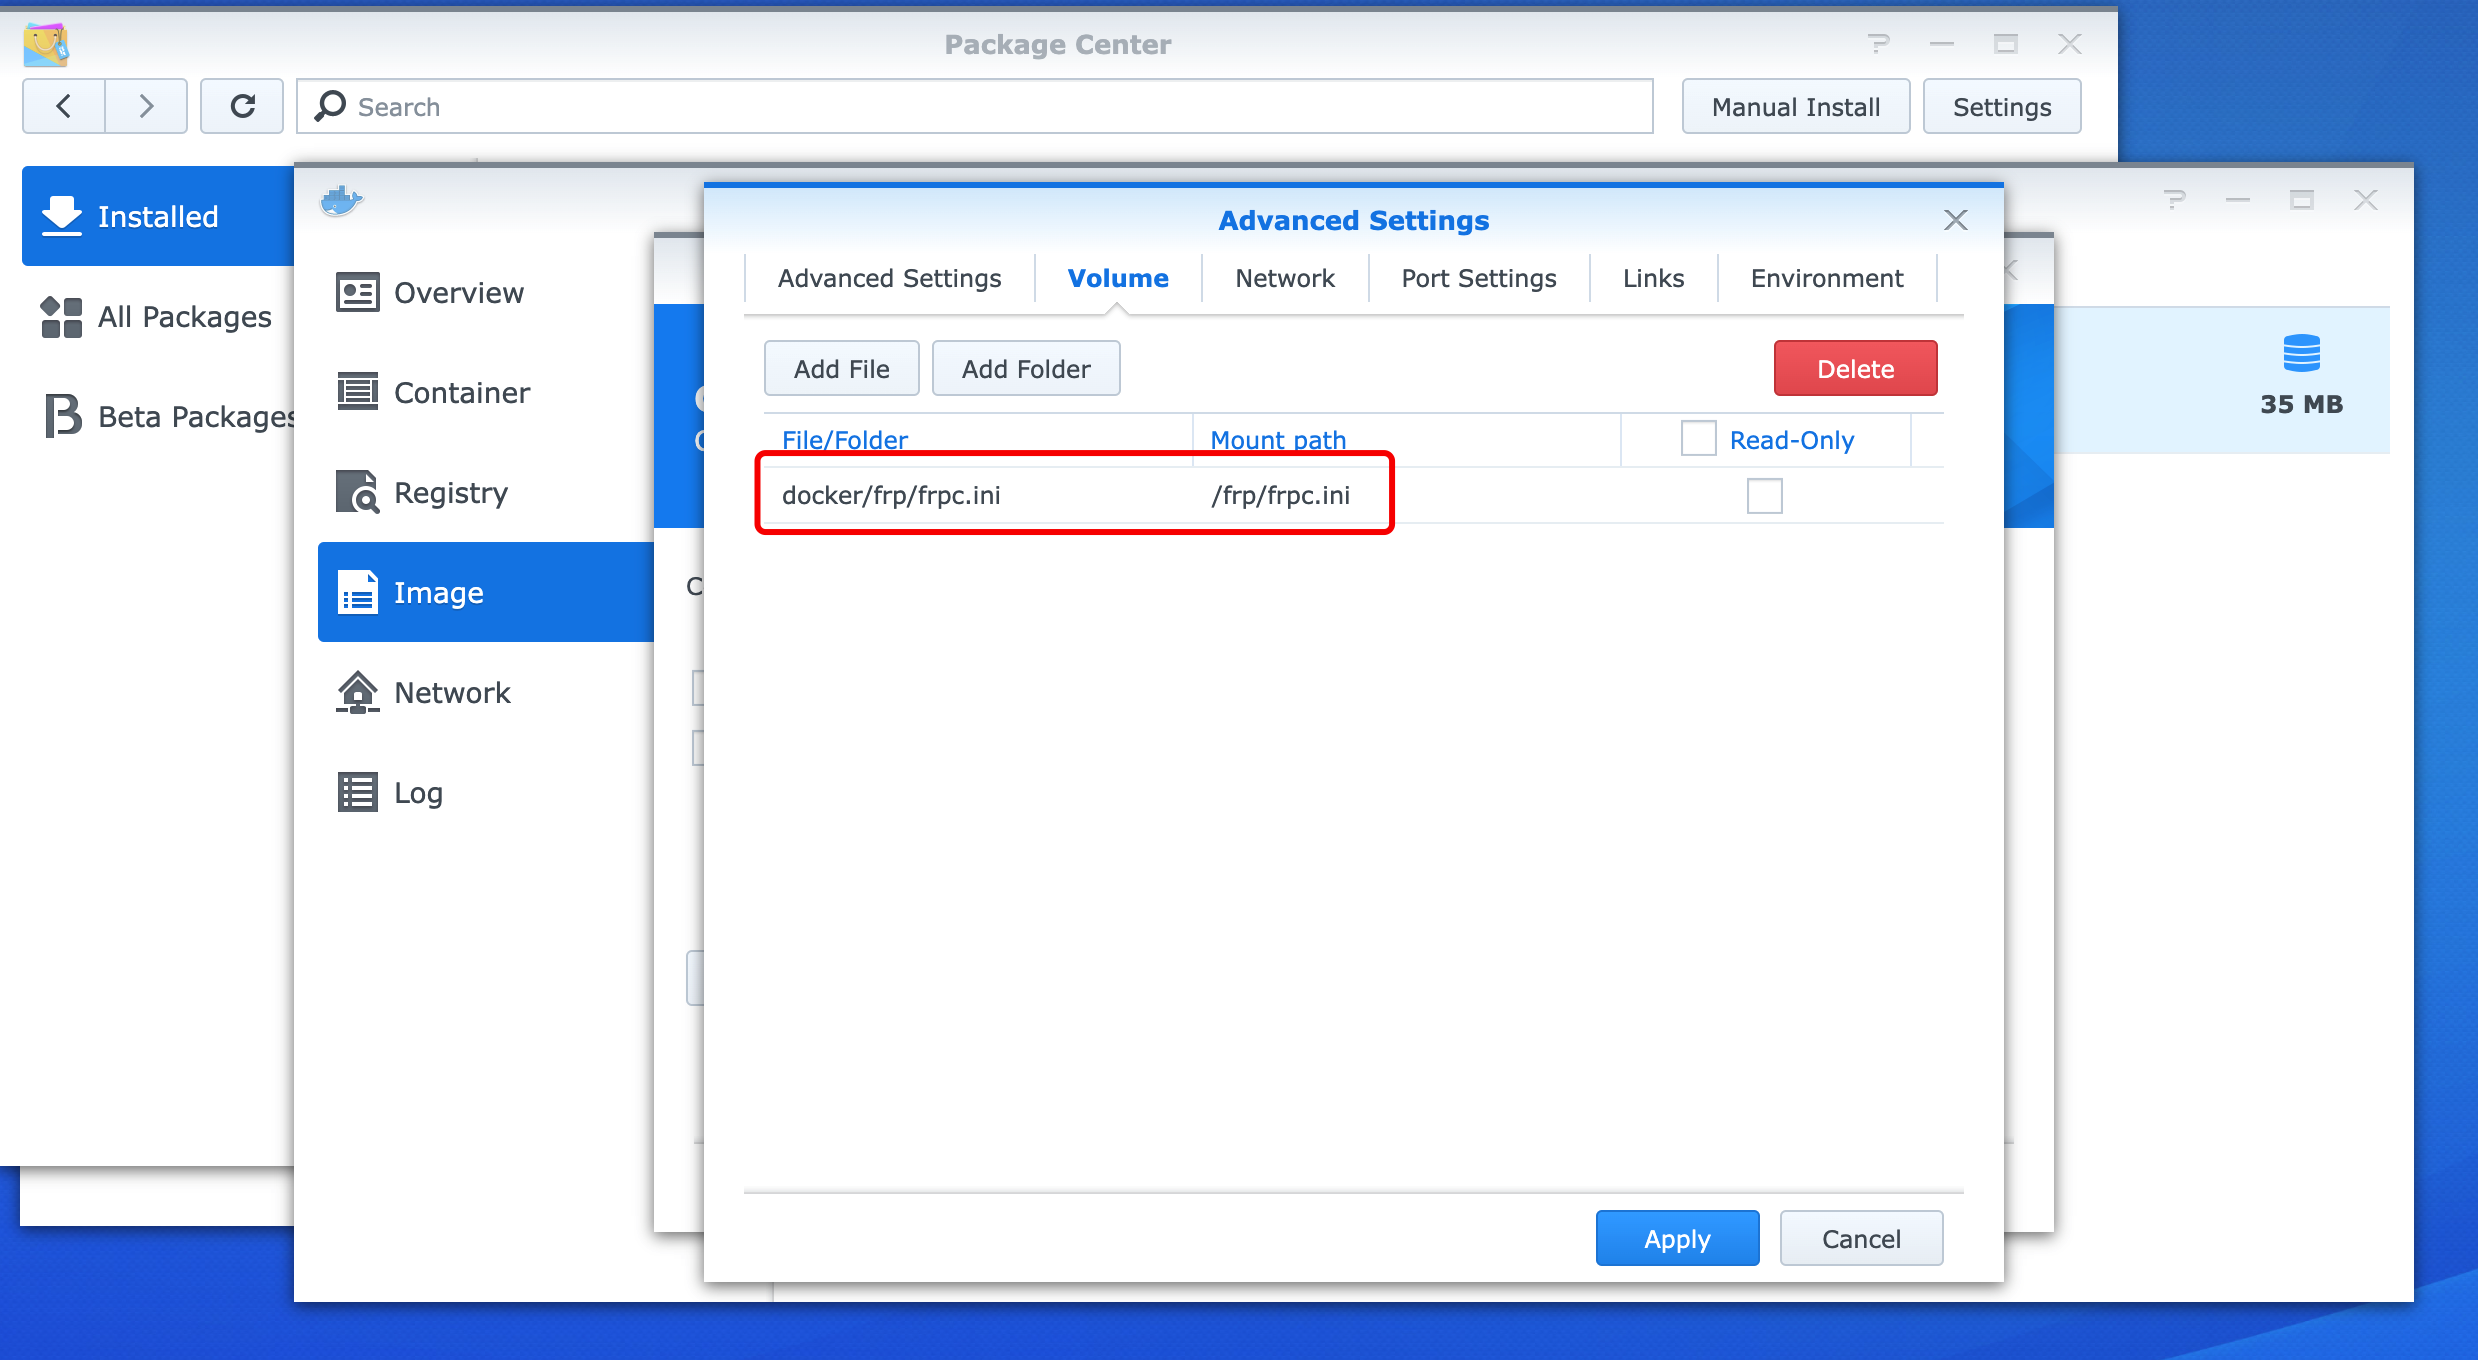 Package Center
Search
Manual Install
Settings
Installed
All Packages
Beta Packages
Overview
Container
Registry
Image
Network
Log
35 MB
Advanced Settings
Advanced Settings
Volume
Network
Port Settings
Links
Environment
Add File
Add Folder
Delete
File/Folder
Mount path
Read-Only
docker/frp/frpc.ini
/frp/frpc.ini
Apply
Cancel